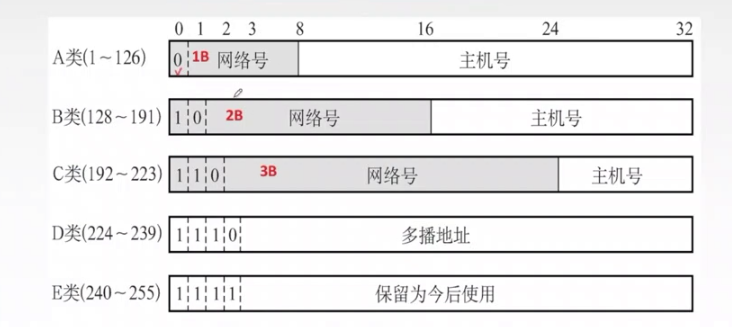 0 1 2 3 8 16 24 32
A类(1~126) 0 1B 网络号 主机号
B类(128~191) 1 0 2B 网络号 主机号
C类(192~223) 1 1 0 3B 网络号 主机号
D类(224~239) 1 1 1 0 多播地址
E类(240~255) 1 1 1 1 保留为今后使用